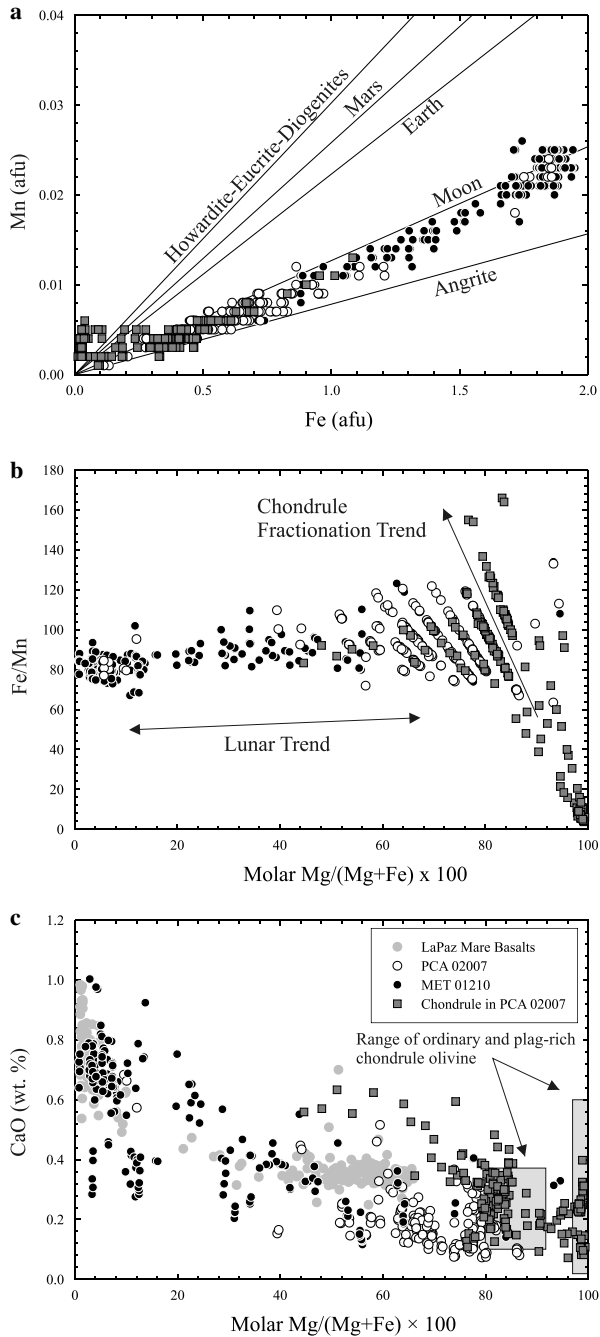 a
0.04
0.03
0.02
0.01
0.00
Mn (afu)
Howardite-Eucrite-Diogenites
Mars
Earth
Moon
Angrite
0.0 0.5 1.0 1.5 2.0
Fe (afu)
b
180
160
140
120
100
80
60
40
20
0
Fe/Mn
Chondrule
Fractionation Trend
Lunar Trend
0 20 40 60 80 100
Molar Mg/(Mg+Fe) x 100
c
1.2
1.0
0.8
0.6
0.4
0.2
0.0
CaO (wt. %)
LaPaz Mare Basalts
PCA 02007
MET 01210
Chondrule in PCA 02007
Range of ordinary and plag-rich
chondrule olivine
0 20 40 60 80 100
Molar Mg/(Mg+Fe) × 100